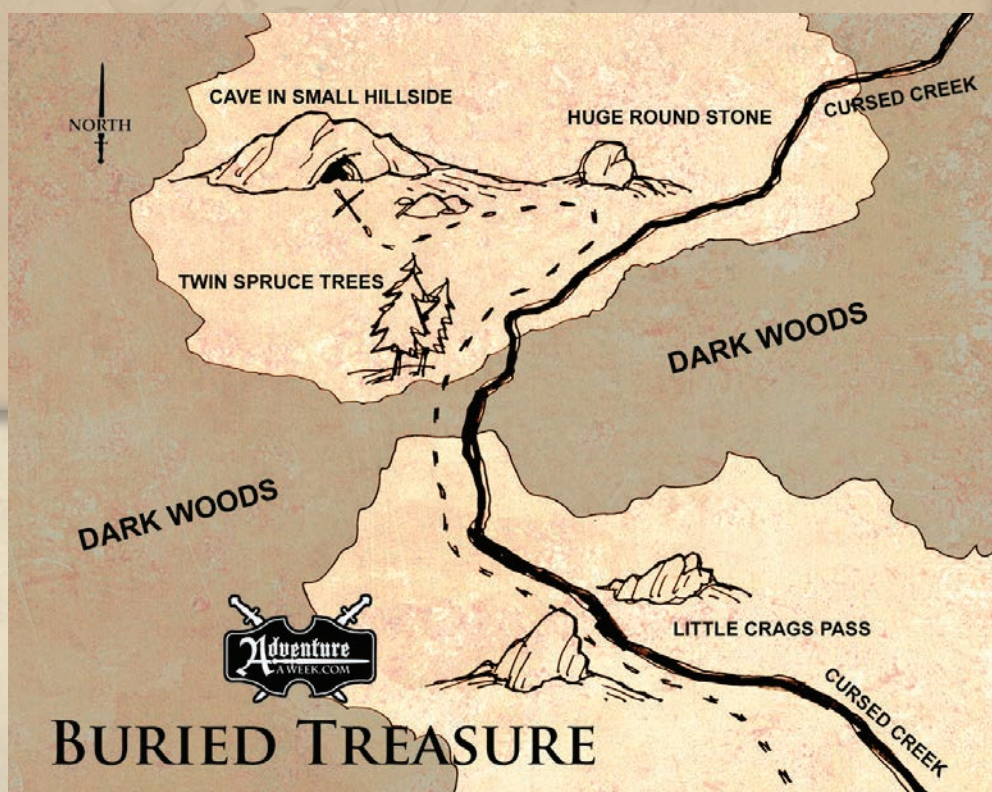 CAVE IN SMALL HILLSIDE
CURSED CREEK
HUGE ROUND STONE
NORTH
TWIN SPRUCE TREES
DARK WOODS
DARK WOODS
LITTLE CRAGS PASS
Adventure
A WEEK.COM
CURSED CREEK
BURIED TREASURE